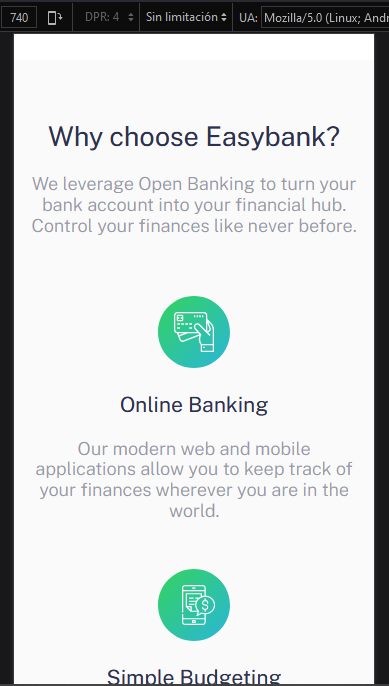 740 DPR: 4 Sin limitación UA: Mozilla/5.0 (Linux; Andr
Why choose Easybank?
We leverage Open Banking to turn your
bank account into your financial hub.
Control your finances like never before.
Online Banking
Our modern web and mobile
applications allow you to keep track of
your finances wherever you are in the
world.
Simple Budgeting